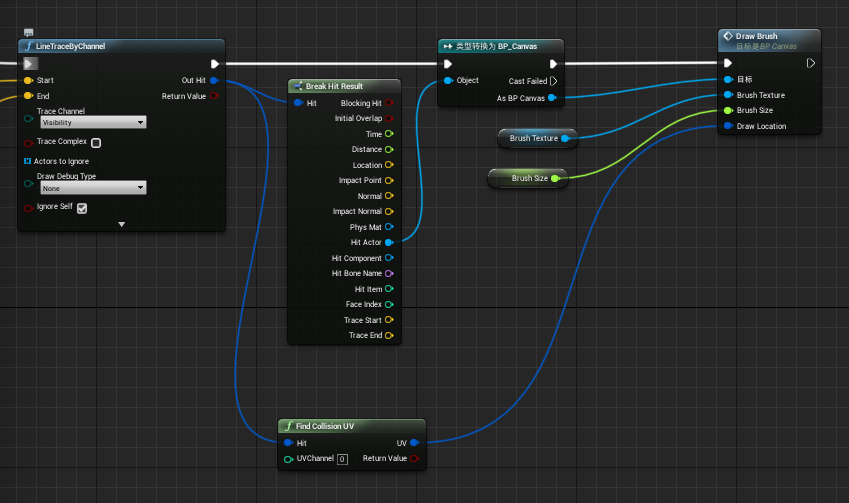 LineTraceByChannel
Start
Out Hit
End
Return Value
Trace Channel
Visibility
Trace Complex
Actors to Ignore
Draw Debug Type
None
Ignore Self
Break Hit Result
Hit
Blocking Hit
Initial Overlap
Time
Distance
Location
Impact Point
Normal
Impact Normal
Phys Mat
Hit Actor
Hit Component
Hit Bone Name
Hit Item
Face Index
Trace Start
Trace End
类型转换为 BP_Canvas
Object
Cast Failed
As BP Canvas
Brush Texture
Brush Size
Draw Brush
目标是BP Canvas
目标
Brush Texture
Brush Size
Draw Location
Find Collision UV
Hit
UV
UVChannel 0
Return Value